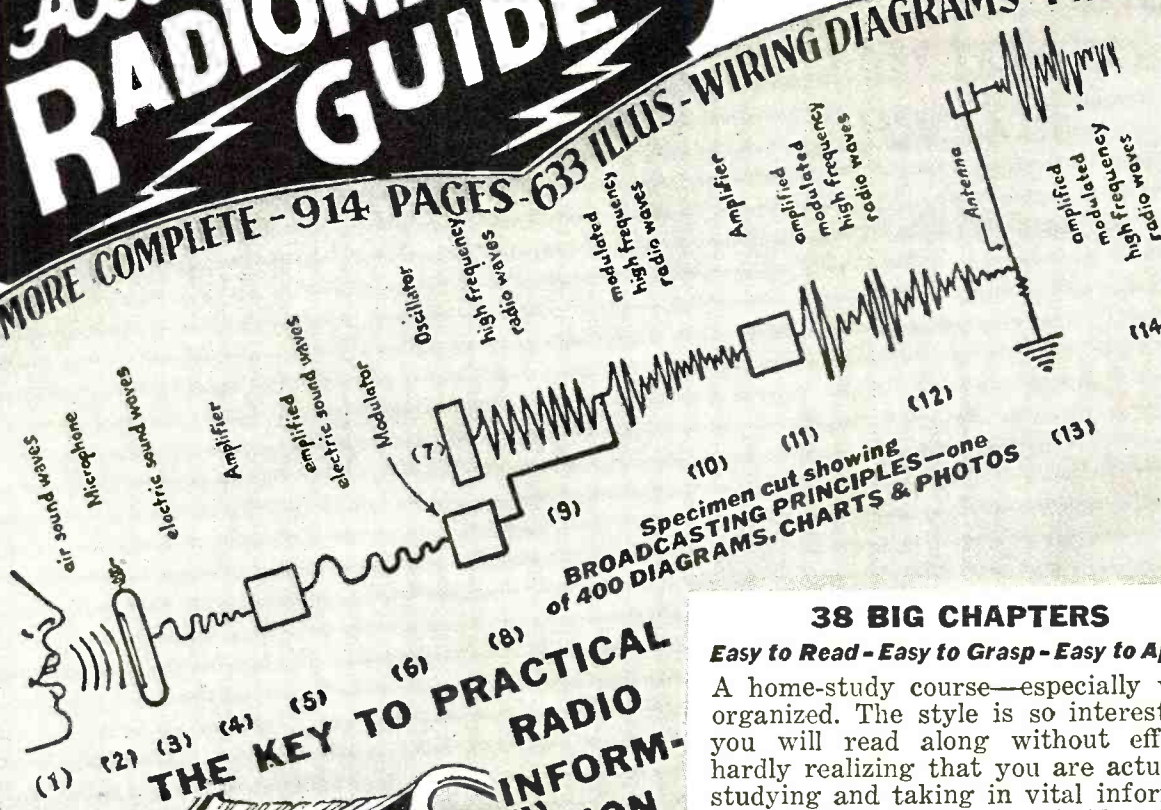 RADIOM
GUIDE
MORE COMPLETE - 914 PAGES - 633 ILLUS - WIRING DIAGRAMS -
air sound waves
Microphone
electric sound waves
Amplifier
amplified
electric sound waves
Modulator
Oscillator
high frequency
radio waves
modulated
high frequency
radio waves
Amplifier
amplified
modulated
high frequency
radio waves
Antenna
amplified
modulated
high frequency
radio waves
(1)
(2)
(3)
(4)
(5)
(6)
(7)
(8)
(9)
(10)
(11)
(12)
(13)
(14
Specimen cut showing
BROADCASTING PRINCIPLES—one
of 400 DIAGRAMS, CHARTS & PHOTOS
THE KEY TO PRACTICAL
RADIO
INFORM-
38 BIG CHAPTERS
Easy to Read - Easy to Grasp - Easy to
A home-study course—especially
organized. The style is so
you will read along without
hardly realizing that you are
studying and taking in vital